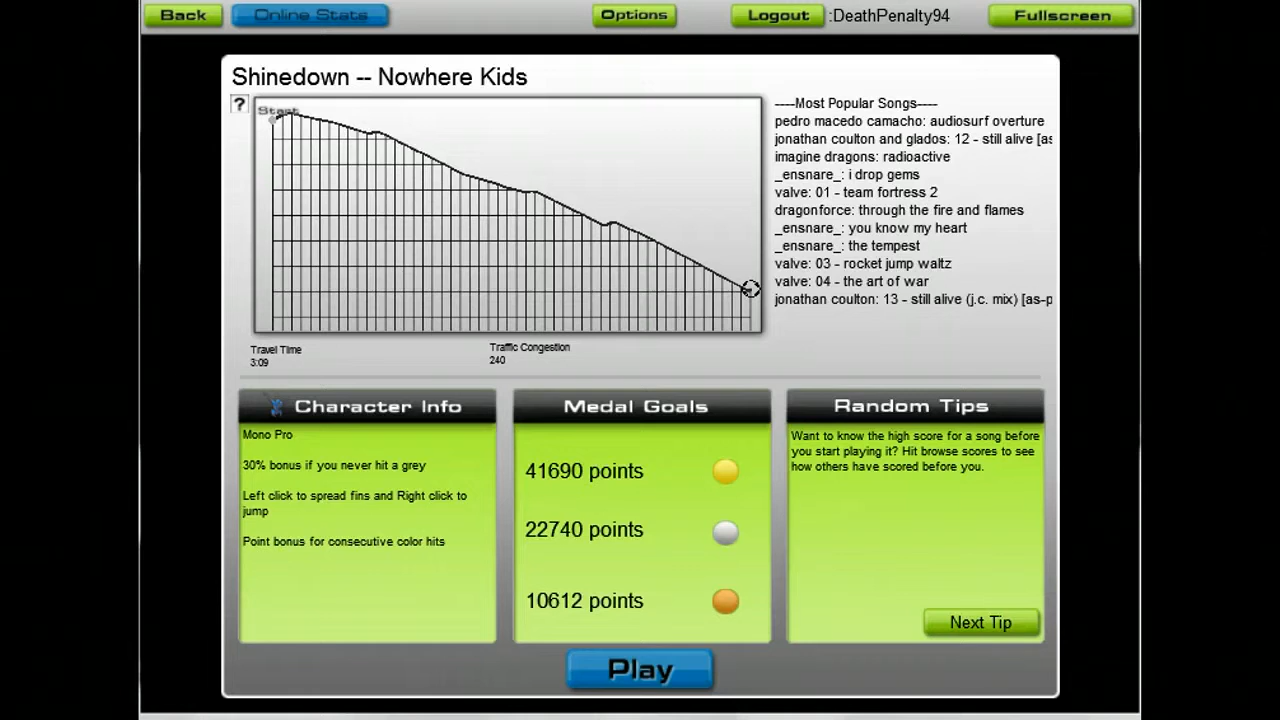 Back
Online Stats
Options
Logout
:DeathPenalty94
Fullscreen
Shinedown -- Nowhere Kids
?
Start
----Most Popular Songs----
pedro macedo camacho: audiosurf overture
jonathan coulton and glados: 12 - still alive [as
imagine dragons: radioactive
_ensnare_: i drop gems
valve: 01 - team fortress 2
dragonforce: through the fire and flames
_ensnare_: you know my heart
_ensnare_: the tempest
valve: 03 - rocket jump waltz
valve: 04 - the art of war
jonathan coulton: 13 - still alive (j.c. mix) [as-p
Travel Time
3:09
Traffic Congestion
240
Character Info
Mono Pro
30% bonus if you never hit a grey
Left click to spread fins and Right click to
jump
Point bonus for consecutive color hits
Medal Goals
41690 points
22740 points
10612 points
Random Tips
Want to know the high score for a song before
you start playing it? Hit browse scores to see
how others have scored before you.
Next Tip
Play